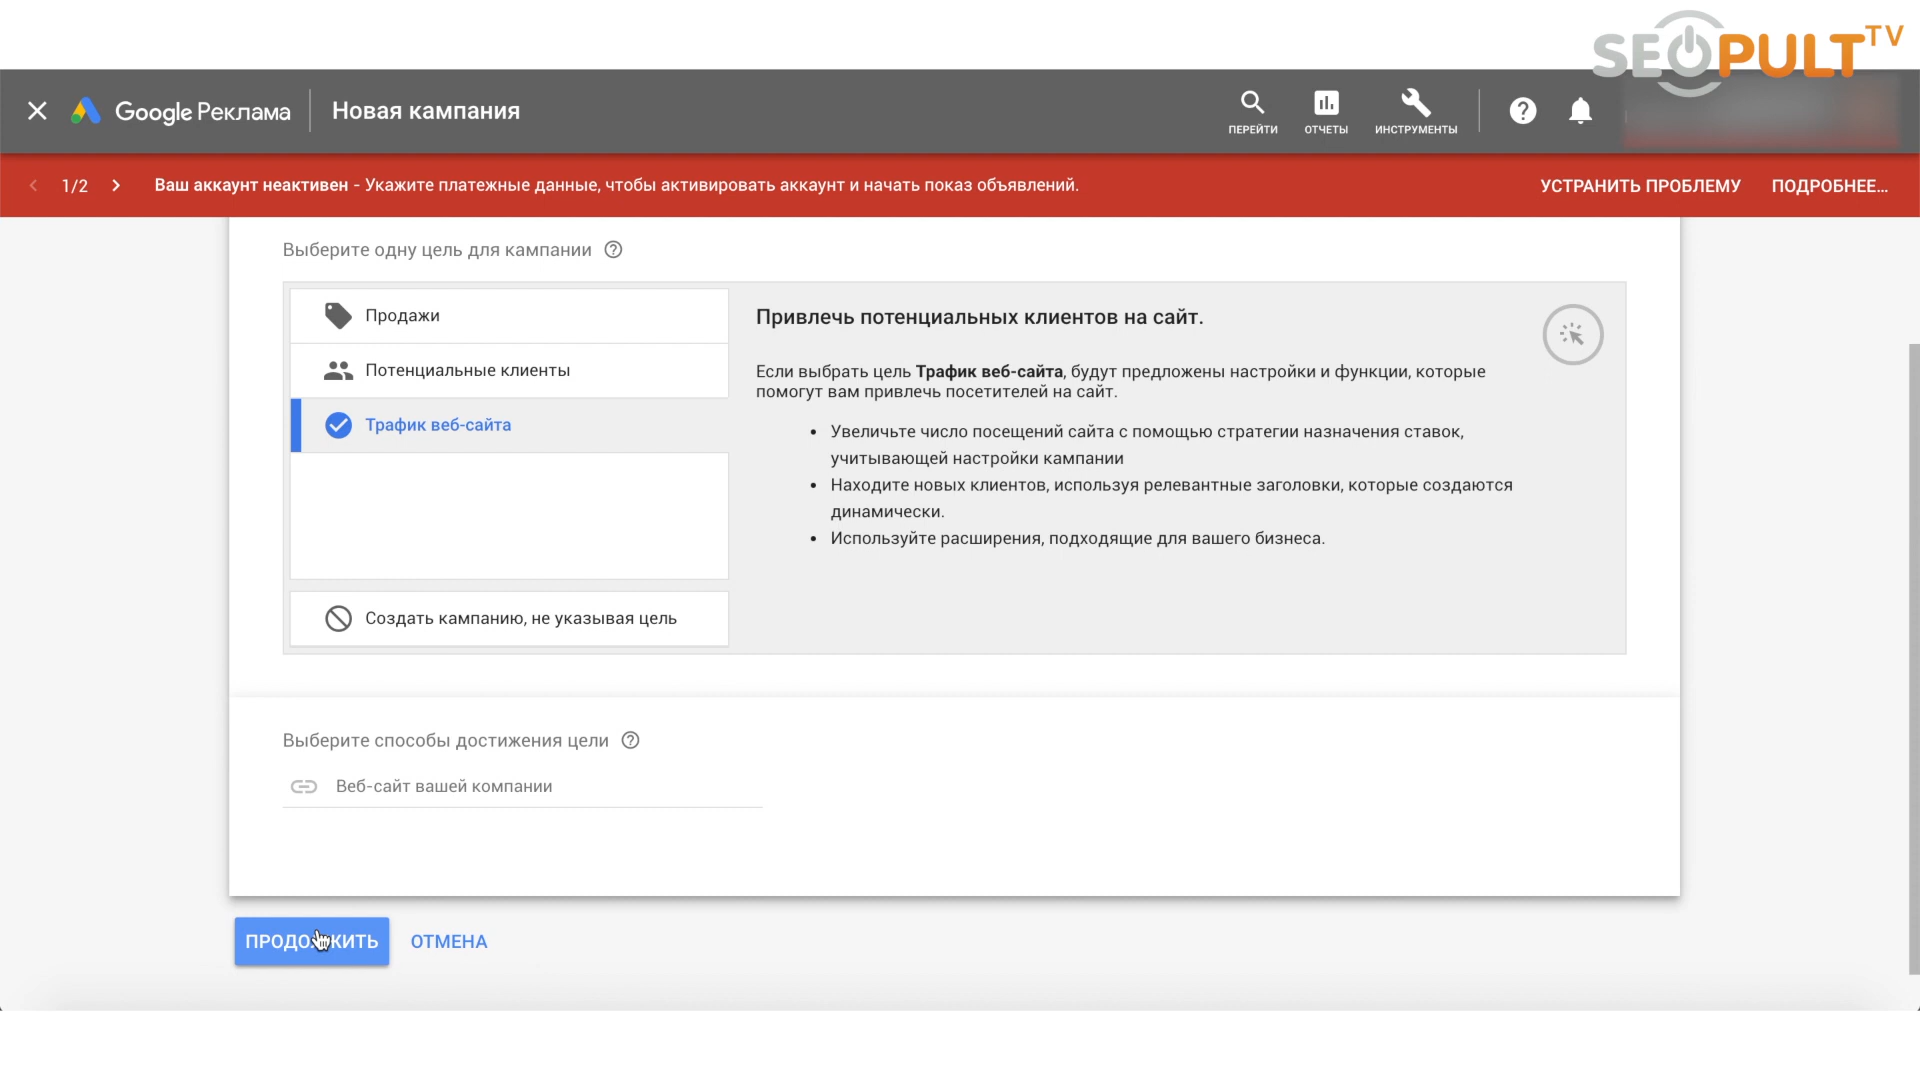 SEOPULT TV
Google Реклама
Новая кампания
ПЕРЕЙТИ
ОТЧЕТЫ
ИНСТРУМЕНТЫ
1/2
Ваш аккаунт неактивен - Укажите платежные данные, чтобы активировать аккаунт и начать показ объявлений.
УСТРАНИТЬ ПРОБЛЕМУ
ПОДРОБНЕЕ...
Выберите одну цель для кампании
Продажи
Потенциальные клиенты
Трафик веб-сайта
Создать кампанию, не указывая цель
Привлечь потенциальных клиентов на сайт.
Если выбрать цель Трафик веб-сайта, будут предложены настройки и функции, которые
помогут вам привлечь посетителей на сайт.
• Увеличьте число посещений сайта с помощью стратегии назначения ставок,
учитывающей настройки кампании
• Находите новых клиентов, используя релевантные заголовки, которые создаются
динамически.
• Используйте расширения, подходящие для вашего бизнеса.
Выберите способы достижения цели
Веб-сайт вашей компании
ПРОДОЛЖИТЬ
ОТМЕНА